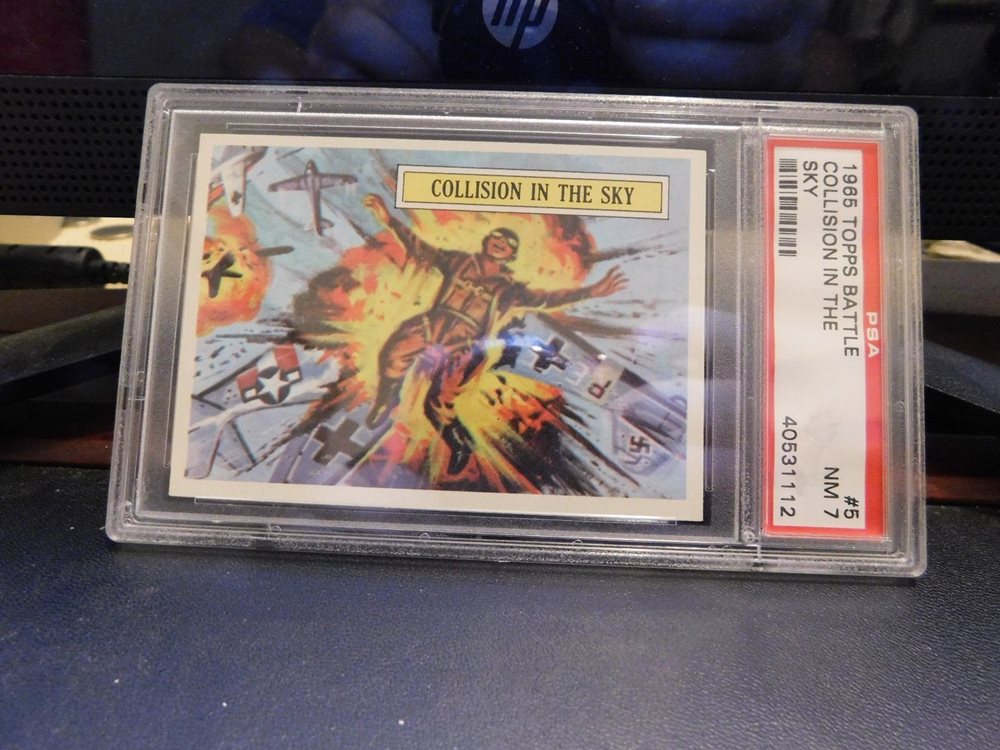 hp
COLLISION IN THE SKY
1965 TOPPS BATTLE
COLLISION IN THE
SKY
#5
NM 7
40531112
PSA